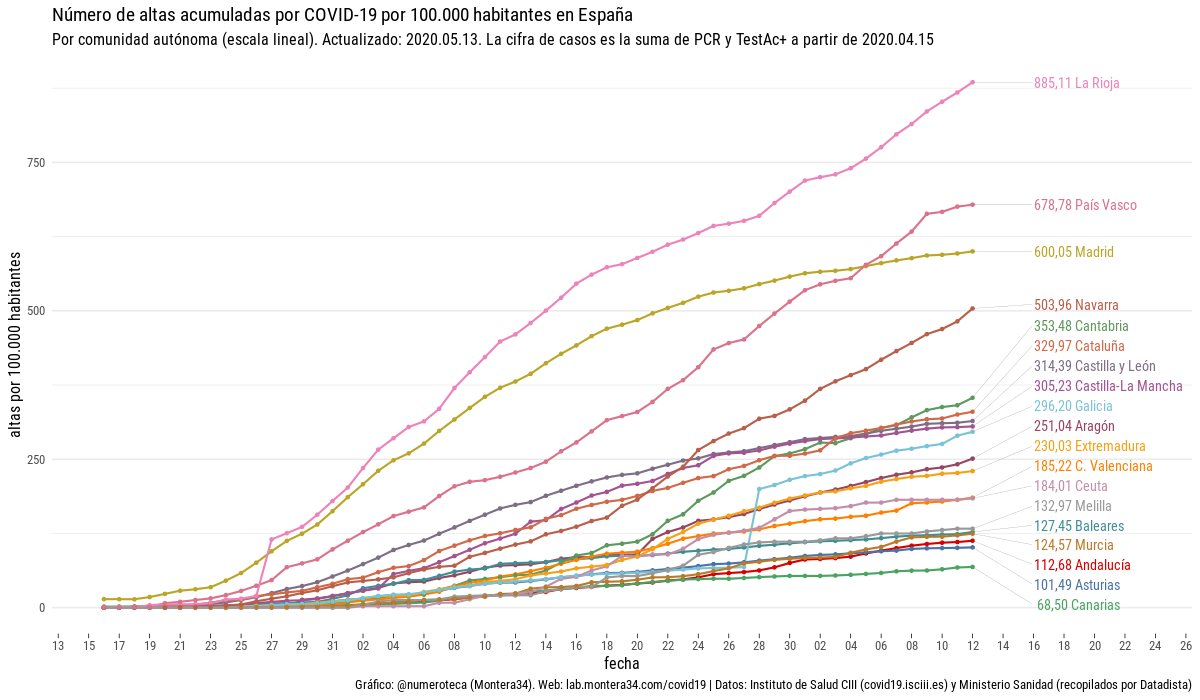 Número de altas acumuladas por COVID-19 por 100.000 habitantes en España
Por comunidad autónoma (escala lineal). Actualizado: 2020.05.13. La cifra de casos es la suma de PCR y TestAc+ a partir de 2020.04.15
altas por 100.000 habitantes
750
500
250
0
885,11 La Rioja
678,78 País Vasco
600,05 Madrid
503,96 Navarra
353,48 Cantabria
329,97 Cataluña
314,39 Castilla y León
305,23 Castilla-La Mancha
296,20 Galicia
251,04 Aragón
230,03 Extremadura
185,22 C. Valenciana
184,01 Ceuta
132,97 Melilla
127,45 Baleares
124,57 Murcia
112,68 Andalucía
101,49 Asturias
68,50 Canarias
13 15 17 19 21 23 25 27 29 31 02 04 06 08 10 12 14 16 18 20 22 24 26 28 30 02 04 06 08 10 12 14 16 18 20 22 24 26
fecha
Gráfico: @numeroteca (Montera34). Web: lab.montera34.com/covid19 | Datos: Instituto de Salud CIII (covid19.isciii.es) y Ministerio Sanidad (recopilados por Datadista)